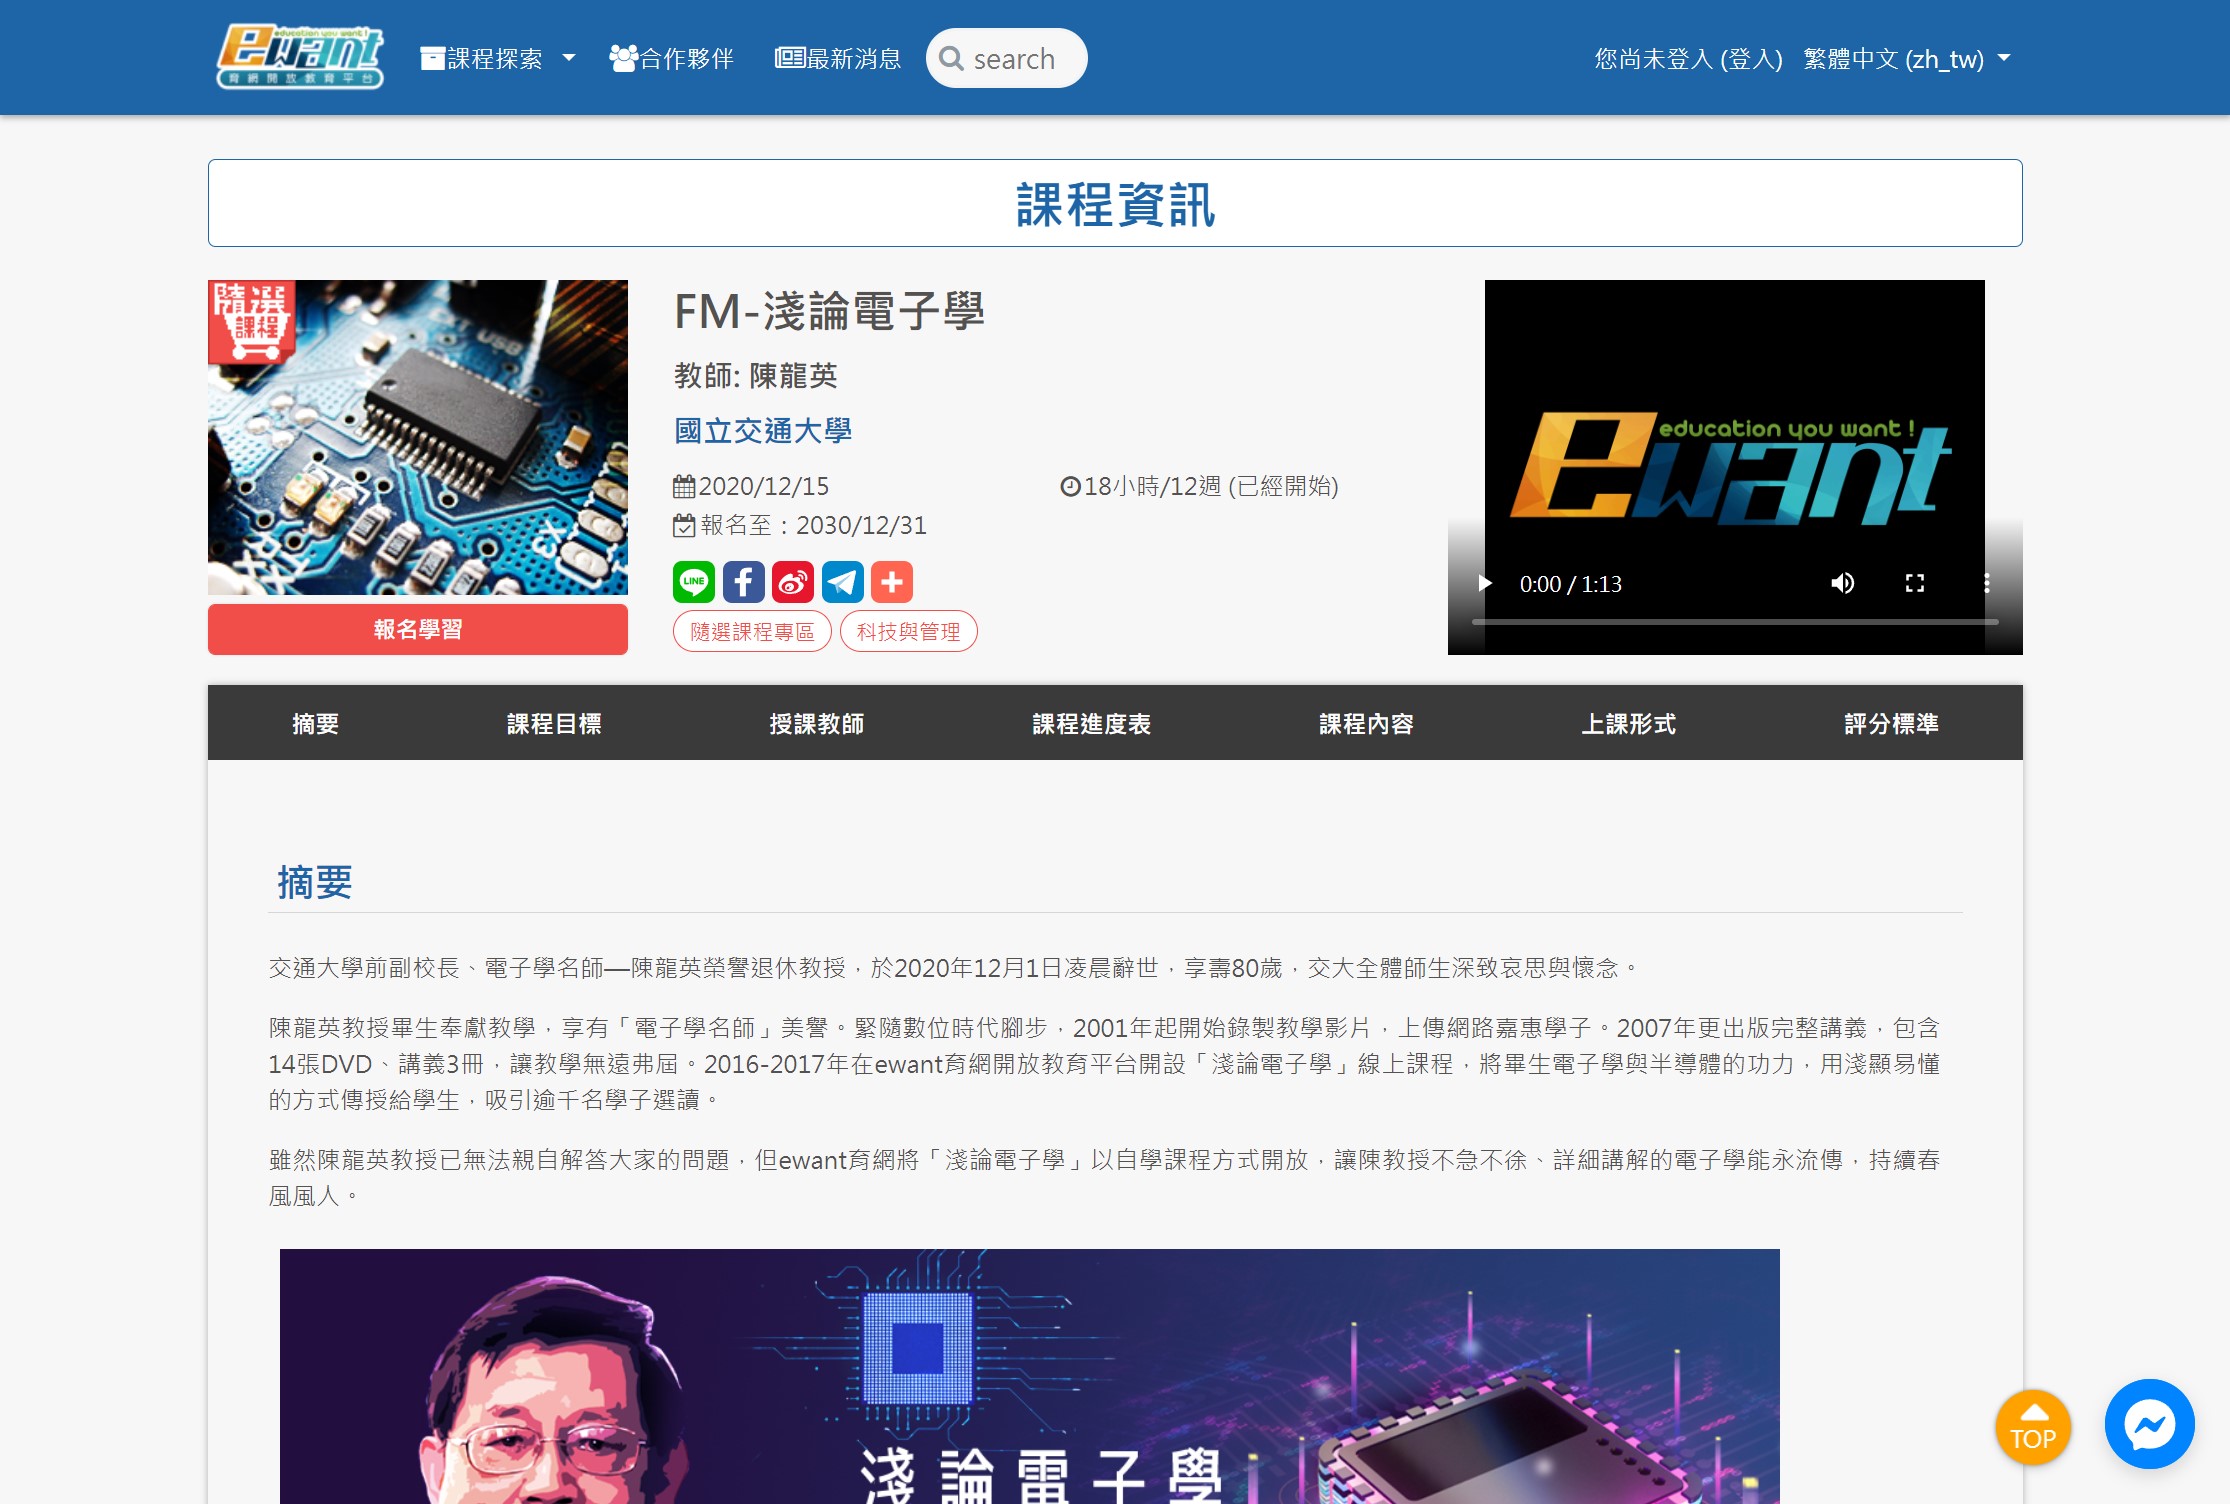 ewant
education you want !
育網開放教育平台
課程探索
合作夥伴
最新消息
search
您尚未登入 (登入)
繁體中文 (zh_tw)
課程資訊
隨選
課程
USB
X3
FM-淺論電子學
教師: 陳龍英
國立交通大學
2020/12/15
18小時/12週 (已經開始)
報名至：2030/12/31
LINE
隨選課程專區
科技與管理
報名學習
education you want !
ewant
0:00 / 1:13
摘要
課程目標
授課教師
課程進度表
課程內容
上課形式
評分標準
摘要
交通大學前副校長、電子學名師—陳龍英榮譽退休教授，於2020年12月1日凌晨辭世，享壽80歲，交大全體師生深致哀思與懷念。
陳龍英教授畢生奉獻教學，享有「電子學名師」美譽。緊隨數位時代腳步，2001年起開始錄製教學影片，上傳網路嘉惠學子。2007年更出版完整講義，包含
14張DVD、講義3冊，讓教學無遠弗屆。2016-2017年在ewant育網開放教育平台開設「淺論電子學」線上課程，將畢生電子學與半導體的功力，用淺顯易懂
的方式傳授給學生，吸引逾千名學子選讀。
雖然陳龍英教授已無法親自解答大家的問題，但ewant育網將「淺論電子學」以自學課程方式開放，讓陳教授不急不徐、詳細講解的電子學能永流傳，持續春
風風人。
淺論電子學
TOP